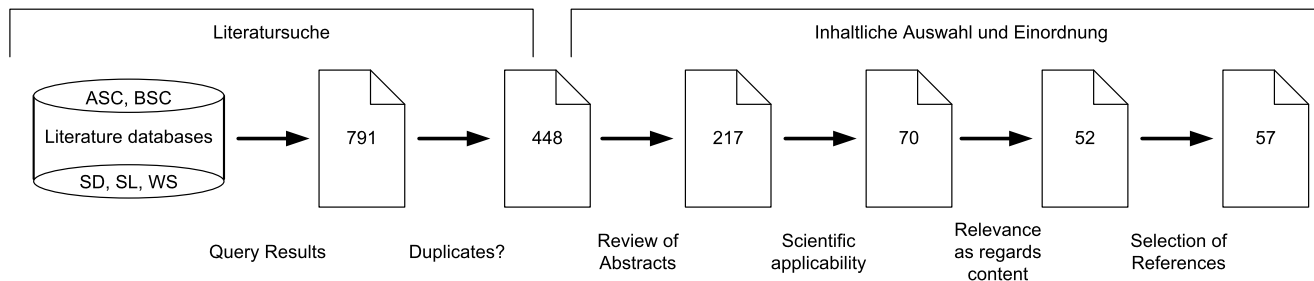 Literatursuche
Inhaltliche Auswahl und Einordnung
ASC, BSC
Literature databases
SD, SL, WS
791
448
217
70
52
57
Query Results
Duplicates?
Review of
Abstracts
Scientific
applicability
Relevance
as regards
content
Selection of
References